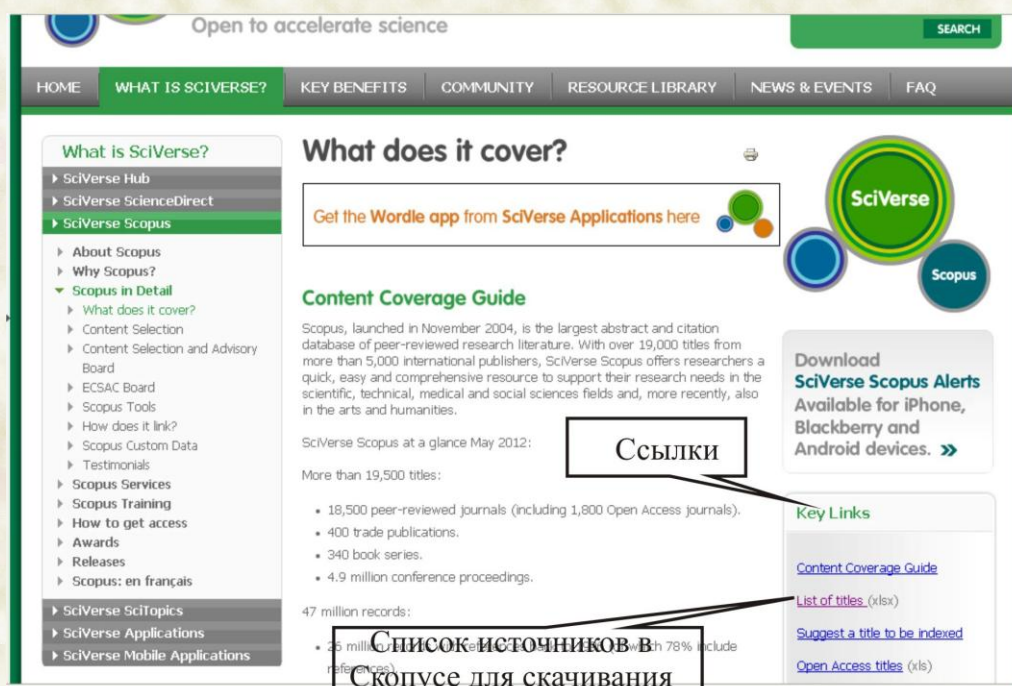 Open to accelerate science
SEARCH
HOME
WHAT IS SCIVERSE?
KEY BENEFITS
COMMUNITY
RESOURCE LIBRARY
NEWS & EVENTS
FAQ
What is SciVerse?
SciVerse Hub
SciVerse ScienceDirect
SciVerse Scopus
About Scopus
Why Scopus?
Scopus in Detail
What does it cover?
Content Selection
Content Selection and Advisory
Board
ECSAC Board
Scopus Tools
How does it link?
Scopus Custom Data
Testimonials
Scopus Services
Scopus Training
How to get access
Awards
Releases
Scopus: en français
SciVerse SciTopics
SciVerse Applications
SciVerse Mobile Applications
What does it cover?
Get the Wordle app from SciVerse Applications here
Content Coverage Guide
Scopus, launched in November 2004, is the largest abstract and citation
database of peer-reviewed research literature. With over 19,000 titles from
more than 5,000 international publishers, SciVerse Scopus offers researchers a
quick, easy and comprehensive resource to support their research needs in the
scientific, technical, medical and social sciences fields and, more recently, also
in the arts and humanities.
SciVerse Scopus at a glance May 2012:
More than 19,500 titles:
• 18,500 peer-reviewed journals (including 1,800 Open Access journals).
• 400 trade publications.
• 340 book series.
• 4.9 million conference proceedings.
47 million records:
• 26 million records with references which 78% include
references).
Ссылки
Список источников в
Скопусе для скачивания
SciVerse
Scopus
Download
SciVerse Scopus Alerts
Available for iPhone,
Blackberry and
Android devices. »
Key Links
Content Coverage Guide
List of titles (xlsx)
Suggest a title to be indexed
Open Access titles (xls)